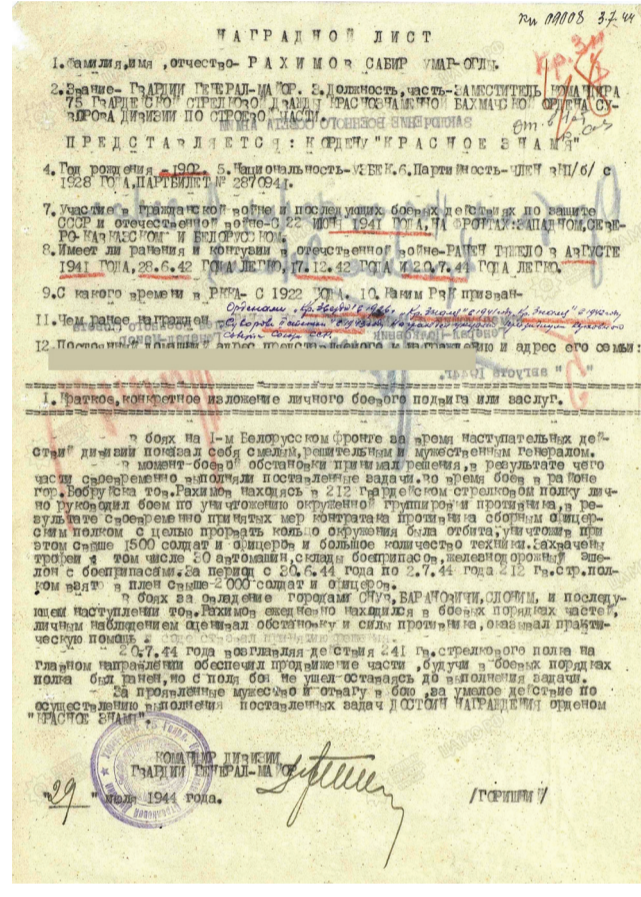 НАГРАДНОЙ ЛИСТ
1. Фамилия, имя, отчество- РАХИМОВ САБИР УМАР-ОГЛЫ.
2. Звание- ГВАРДИИ ГЕНЕРАЛ-МАЙОР. 3. Должность, часть-ЗАМЕСТИТЕЛЬ КОМАНДИРА
75 ГВАРДЕЙСКОЙ СТРЕЛКОВОЙ ДВАЖДЫ КРАСНОЗНАМЕННОЙ БАХМАЧСКОЙ ОРДЕНА СУ-
ВОРОВА ДИВИЗИИ ПО СТРОЕВОЙ ЧАСТИ.
ПРЕДСТАВЛЯЕТСЯ: К ОРДЕНУ "КРАСНОЕ ЗНАМЯ"
4. Год рождения - 1902. 5. Национальность-УЗБЕК. 6. Партийность-ЧЛЕН ВКП/б/ с
1928 ГОДА, ПАРТБИЛЕТ №
7. Участие в гражданской войне и последующих боевых действиях по защите
СССР и отечественной войне-С 22 ИЮН. 1941 ГОДА, НА ФРОНТАХ: ЗАПАДНОМ, СЕВЕ-
РО-КАВКАЗСКОМ И БЕЛОРУССКОМ.
8. Имеет ли ранения и контузии в отечственной войне-РАНЕН ТЯЖЕЛО В АВГУСТЕ
1941 ГОДА, 28.6.42 ГОДА ЛЕГКО, 17.12.42 ГОДА И 20.7.44 ГОДА ЛЕГКО.
9. С какого времени в РККА- С 1922 ГОДА. 10. Каким РВК призван-
11. Чем ранее награжден
12. адрес и адрес его семьи:
1. Краткое, конкретное изложение личного боевого подвига или заслуг.
В боях на 1-м Белорусском фронте за время наступательных дей-
ствий дивизии показал себя смелым, решительным и мужественным генералом.
В момент-боевой обстановки принимал решения, в результате чего
части своевременно выполняли поставленные задачи. Во время боев в районе
гор. Бобруйска тов. Рахимов находясь в 212 гвардейском стрелковом полку лич-
но руководил боем по уничтожению окруженной группировки противника, в ре-
зультате своевременно принятых мер контратака противника сборным офицер-
ским полком с целью прорвать кольцо окружения была отбита, уничтожив при
этом свыше 1500 солдат и офицеров и большое количество техники. Захвачены
трофеи в том числе 30 автомашин, склады боеприпасов, железнодорожный эше-
лон с боеприпасами. За период с 30.6.44 года по 2.7.44 года 212 гв. стр. пол-
ком взято в плен свыше-2000 солдат и офицеров.
В боях за овладение городами СЛУЦК, БАРАНОВИЧИ, СЛОНИМ, и последу-
ющем наступлении тов. Рахимов ежедневно находился в боевых порядках частей,
личным наблюдением оценивал обстановку и силы противника, оказывал практи-
ческую помощь
20.7.44 года возглавляя действия 241 гв. стрелкового полка на
главном направлении обеспечил продвижение части, будучи в боевых порядках
полка был ранен, но с поля боя не ушел оставаясь до выполнения задачи.
За проявленные мужество и отвагу в бою, за умелое действие по
осуществлению выполнения поставленных задач ДОСТОИН НАГРАЖДЕНИЯ орденом
"КРАСНОЕ ЗНАМЯ".
КОМАНДИР ДИВИЗИИ
ГВАРДИИ ГЕНЕРАЛ-МАЙОР
/ГОРИШНИЙ/
"29" июля 1944 года.